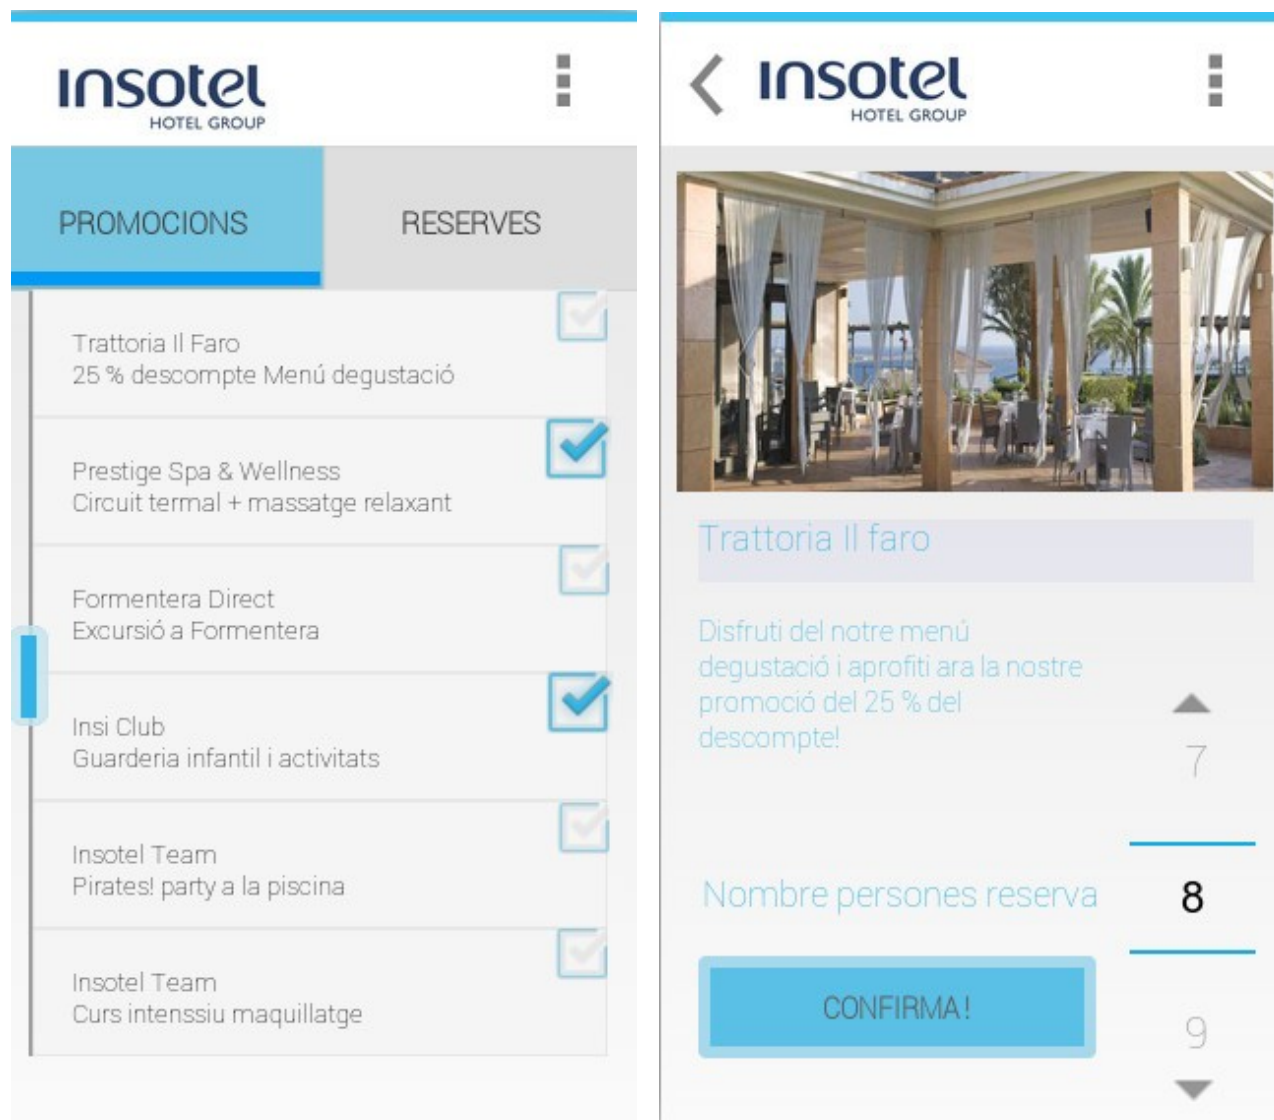 Insotel
HOTEL GROUP
PROMOCIONS
RESERVES
Trattoria Il Faro
25 % descompte Menú degustació
Prestige Spa & Wellness
Circuit termal + massatge relaxant
Formentera Direct
Excursió a Formentera
Insi Club
Guarderia infantil i activitats
Insotel Team
Pirates! party a la piscina
Insotel Team
Curs intenssiu maquillatge
Insotel
HOTEL GROUP
Trattoria Il faro
Disfruti del notre menú
degustació i aprofiti ara la nostre
promoció del 25 % del
descompte!
7
Nombre persones reserva
8
CONFIRMA!
9